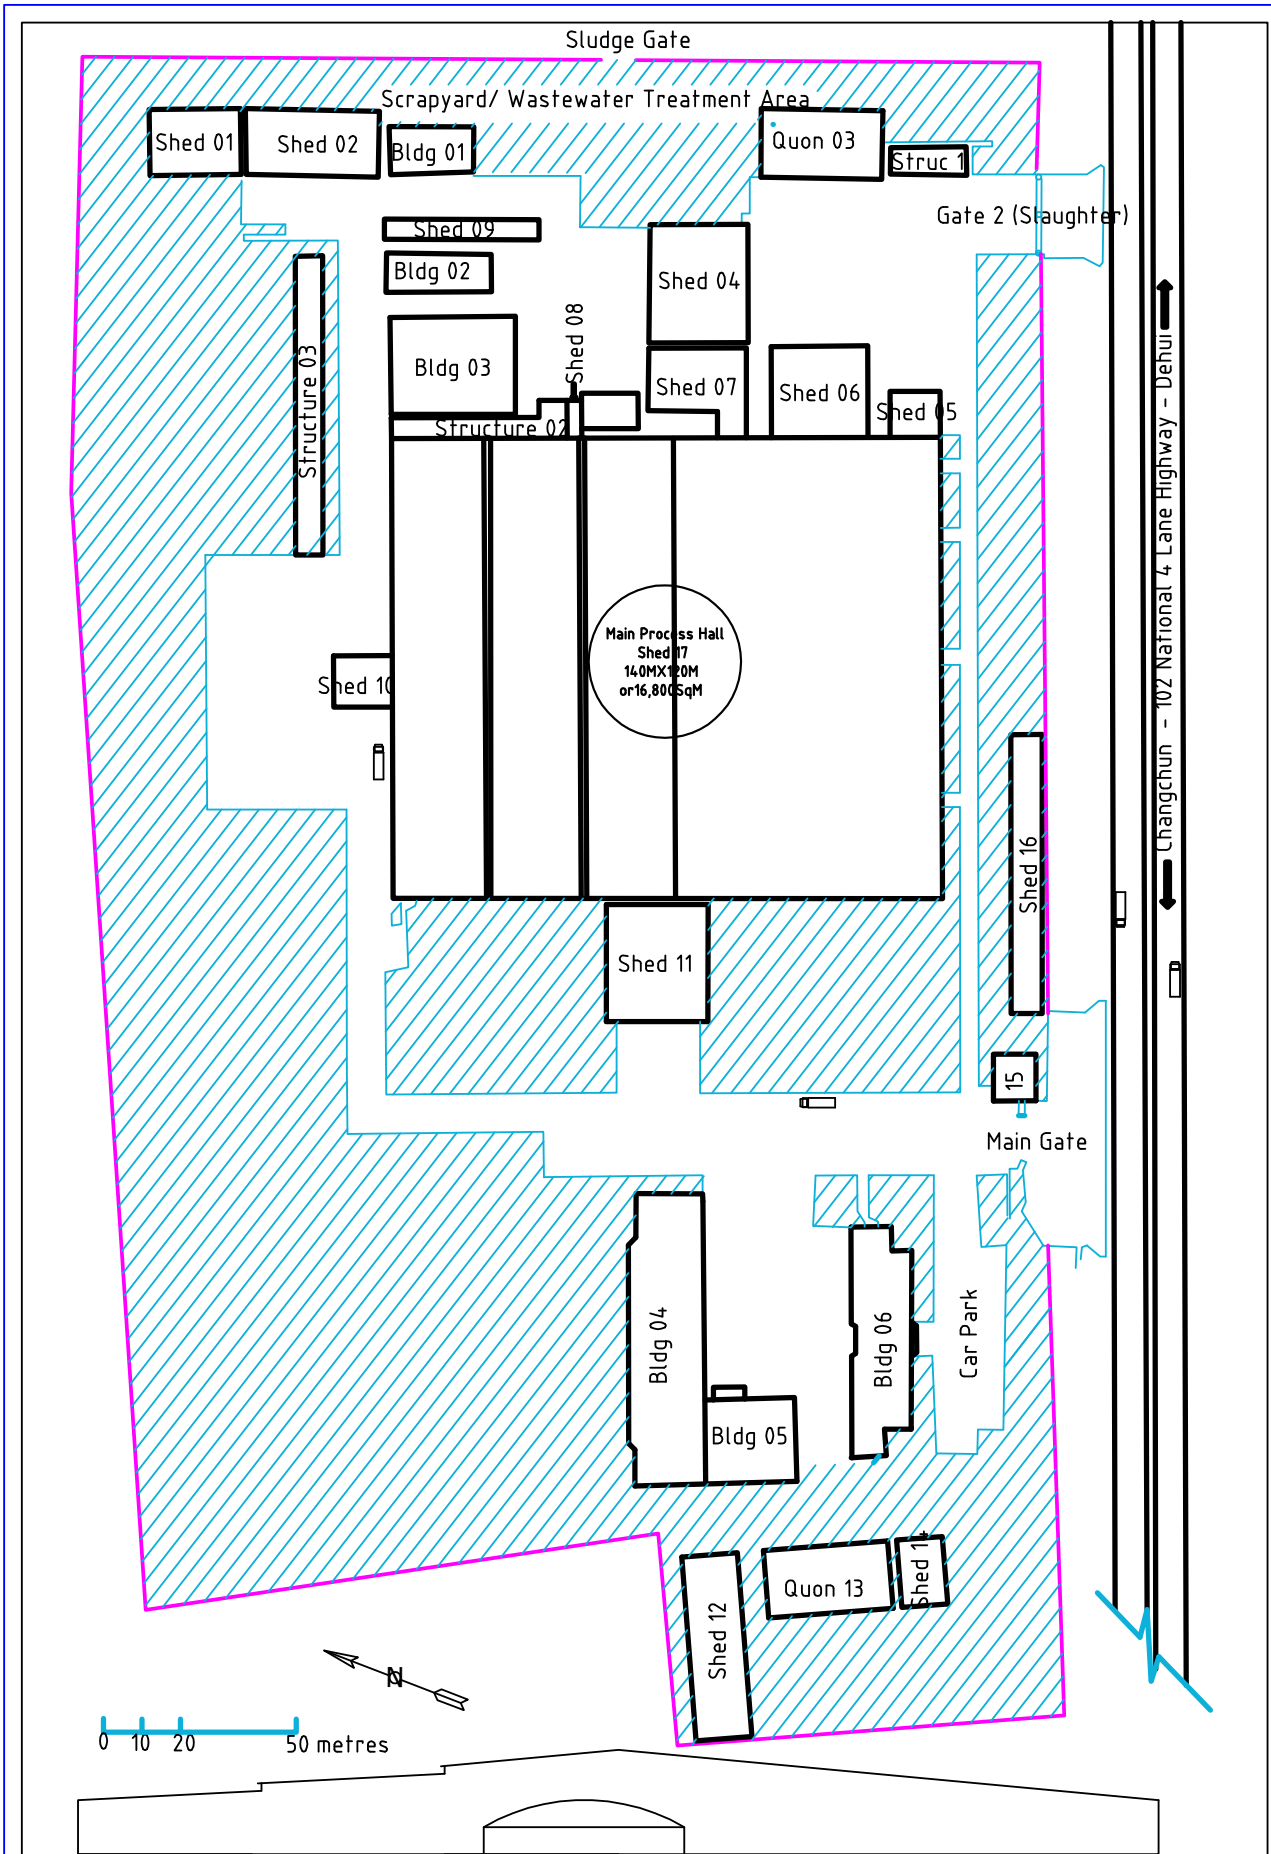 Sludge Gate
Scrapyard/ Wastewater Treatment Area
Shed 01
Shed 02
Bldg 01
Quon 03
Struc 1
Gate 2 (Slaughter)
Shed 09
Bldg 02
Shed 04
Structure 03
Bldg 03
Shed 08
Shed 07
Shed 06
Shed 05
Structure 02
Changchun - 102 National 4 Lane Highway - Dehui
Main Process Hall
Shed 17
140MX120M
or16,800SqM
Shed 10
Shed 16
Shed 11
15
Main Gate
Bldg 04
Bldg 06
Car Park
Bldg 05
Shed 12
Quon 13
Shed 14
N
0 10 20 50 metres